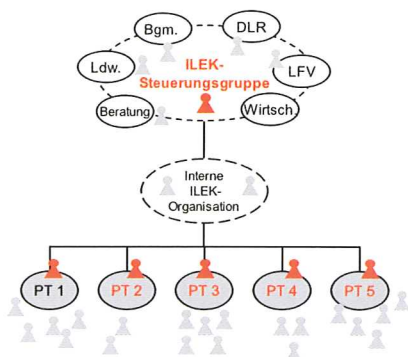 Bgm.
DLR
Ldw.
ILEK-
Steuerungsgruppe
LFV
Beratung
Wirtsch.
Interne
ILEK-
Organisation
PT 1
PT 2
PT 3
PT 4
PT 5